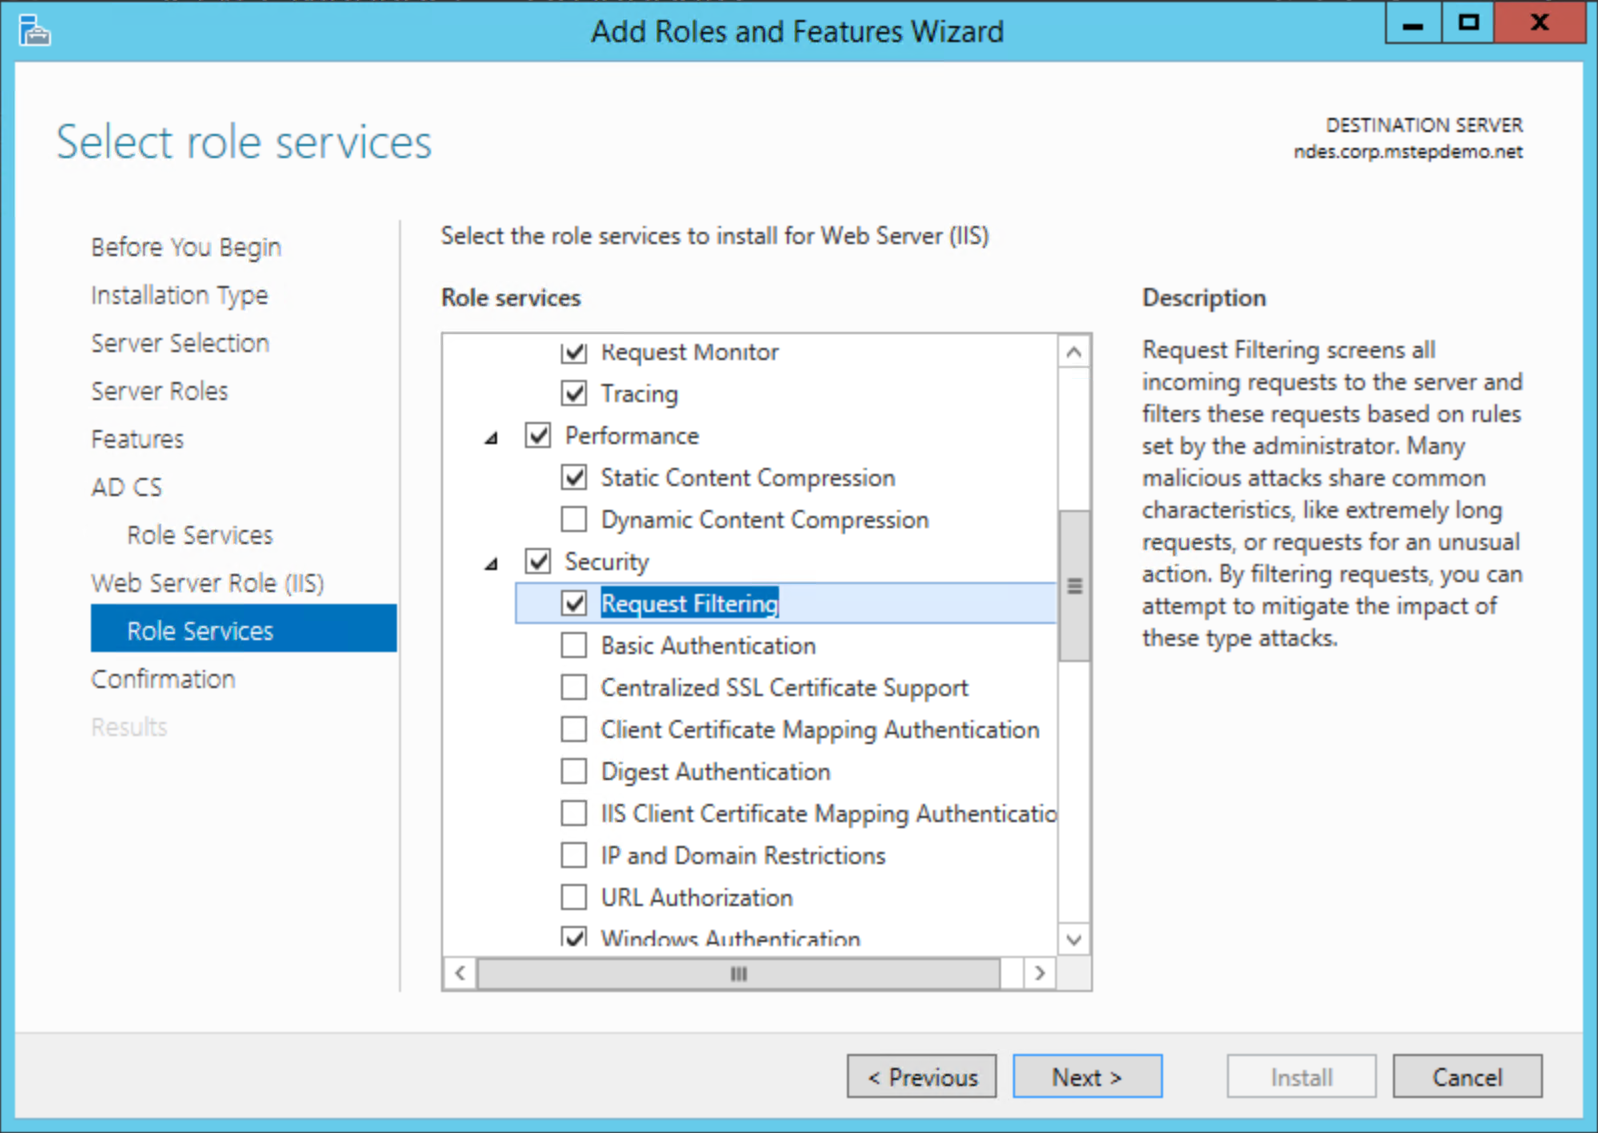 Add Roles and Features Wizard
Select role services
DESTINATION SERVER
ndes.corp.mstepdemo.net
Before You Begin
Installation Type
Server Selection
Server Roles
Features
AD CS
Role Services
Web Server Role (IIS)
Role Services
Confirmation
Results
Select the role services to install for Web Server (IIS)
Role services
Request Monitor
Tracing
Performance
Static Content Compression
Dynamic Content Compression
Security
Request Filtering
Basic Authentication
Centralized SSL Certificate Support
Client Certificate Mapping Authentication
Digest Authentication
IIS Client Certificate Mapping Authenticatio
IP and Domain Restrictions
URL Authorization
Windows Authentication
Description
Request Filtering screens all
incoming requests to the server and
filters these requests based on rules
set by the administrator. Many
malicious attacks share common
characteristics, like extremely long
requests, or requests for an unusual
action. By filtering requests, you can
attempt to mitigate the impact of
these type attacks.
< Previous
Next >
Install
Cancel